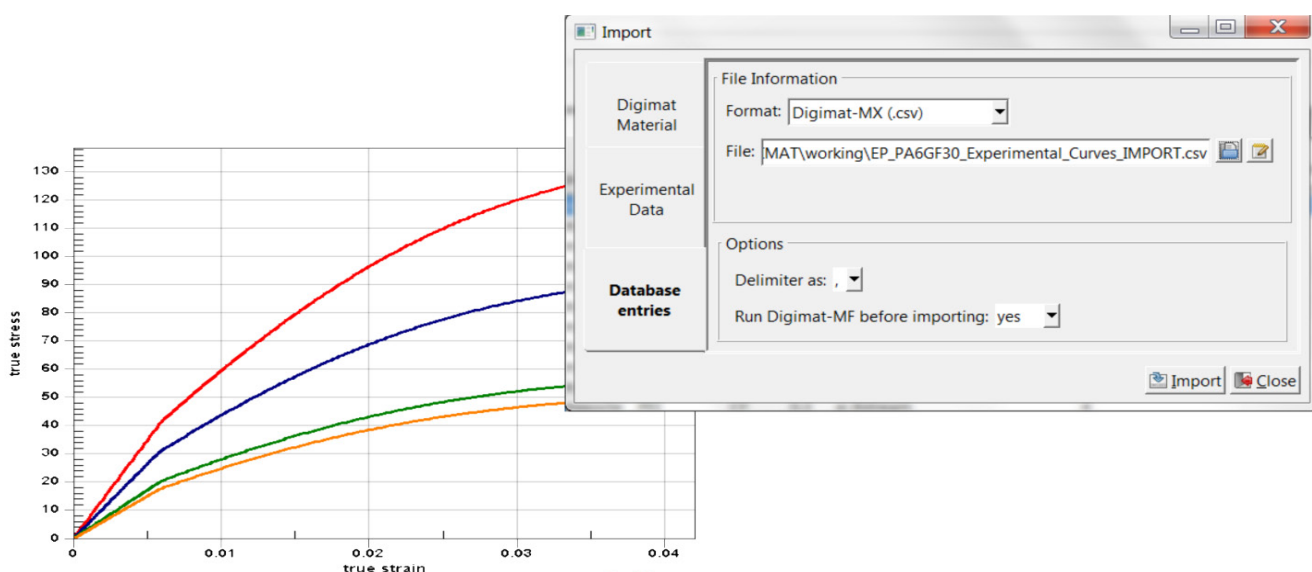 Import
Digimat
Material
Experimental
Data
Database
entries
File Information
Format: Digimat-MX (.csv)
File: MAT\working\EP_PA6GF30_Experimental_Curves_IMPORT.csv
Options
Delimiter as: ,
Run Digimat-MF before importing: yes
Import Close
true stress
130
120
110
100
90
80
70
60
50
40
30
20
10
0
0 0.01 0.02 0.03 0.04
true strain